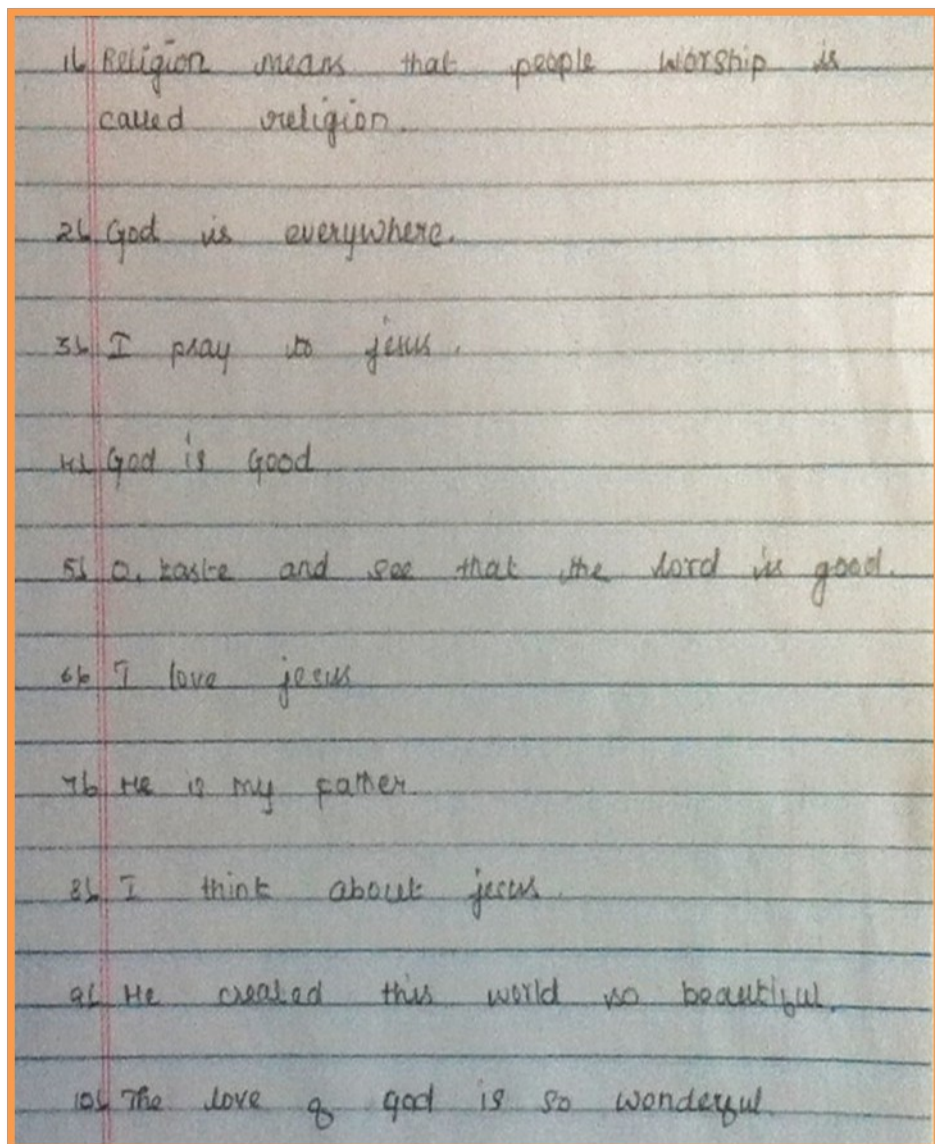 1) Religion means that people worship is
called religion.
2) God is everywhere.
3) I pray to jesus.
4) God is Good
5) O, taste and see that the lord is good.
6) I love jesus
7) He is my father
8) I think about jesus
9) He created this world so beautiful.
10) The love of god is so wonderful